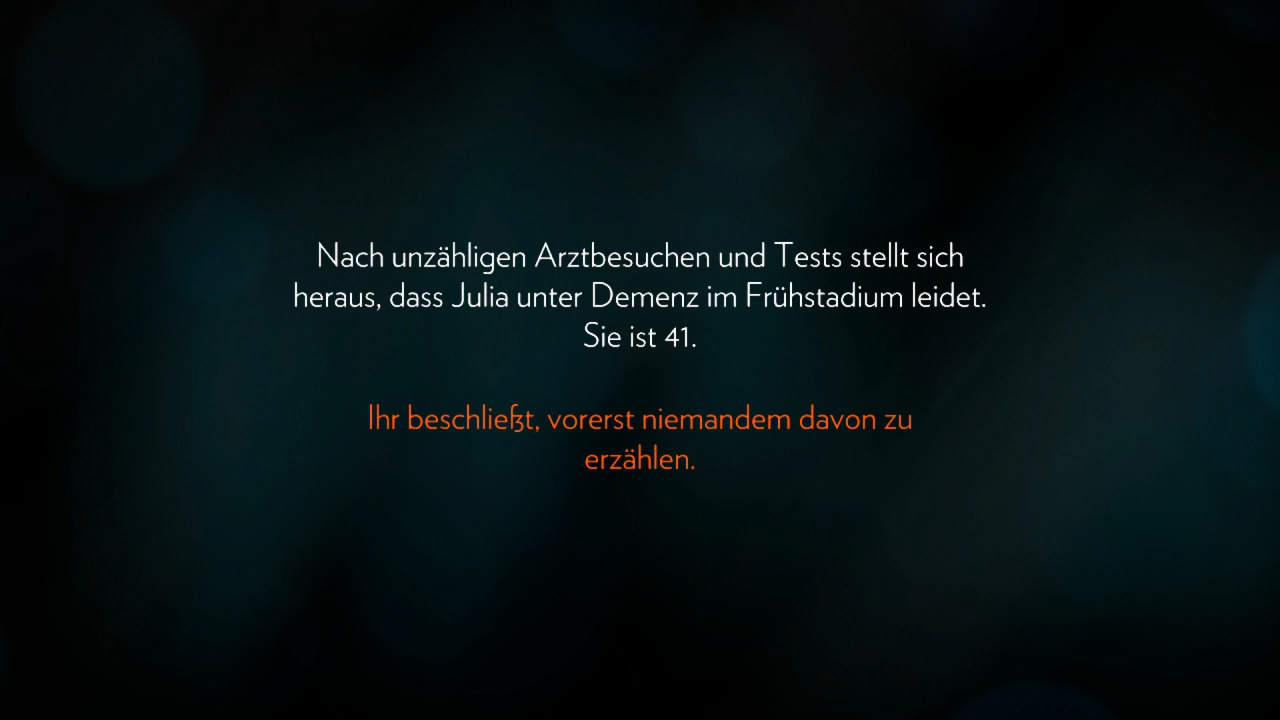 Nach unzähligen Arztbesuchen und Tests stellt sich
heraus, dass Julia unter Demenz im Frühstadium leidet.
Sie ist 41.
Ihr beschließt, vorerst niemandem davon zu
erzählen.